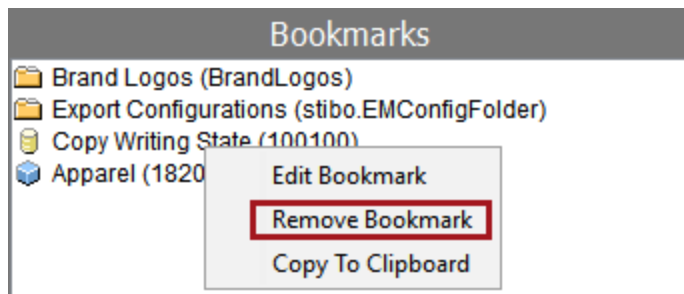 Bookmarks
Brand Logos (BrandLogos)
Export Configurations (stibo.EMConfigFolder)
Copy Writing State (100100)
Apparel (1820
Edit Bookmark
Remove Bookmark
Copy To Clipboard